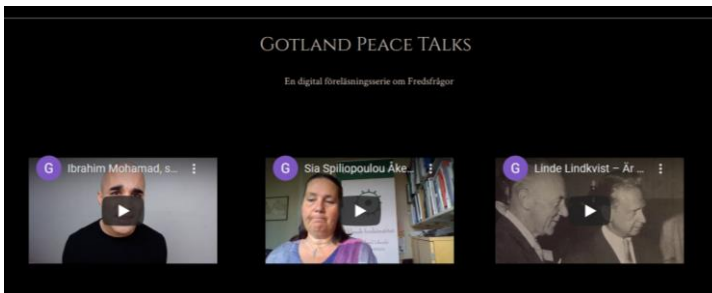 Gotland Peace TAlks
En digital föreläsningsserie om Fredsfrågor
G Ibrahim Mohamad, s...
G Sia Spiliopoulou Åke...
G Linde Lindkvist – Är ...